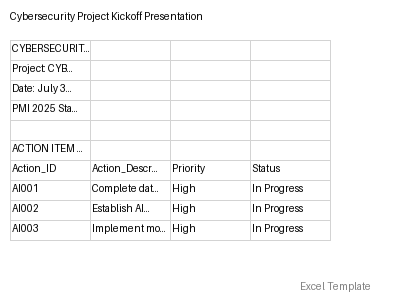 Cybersecurity Project Kickoff Presentation
CYBERSECURIT...
Project: CYB...
Date: July 3...
PMI 2025 Sta...
ACTION ITEM ...
Action_ID Action_Descr... Priority Status
AI001 Complete dat... High In Progress
AI002 Establish AI... High In Progress
AI003 Implement mo... High In Progress
Excel Template